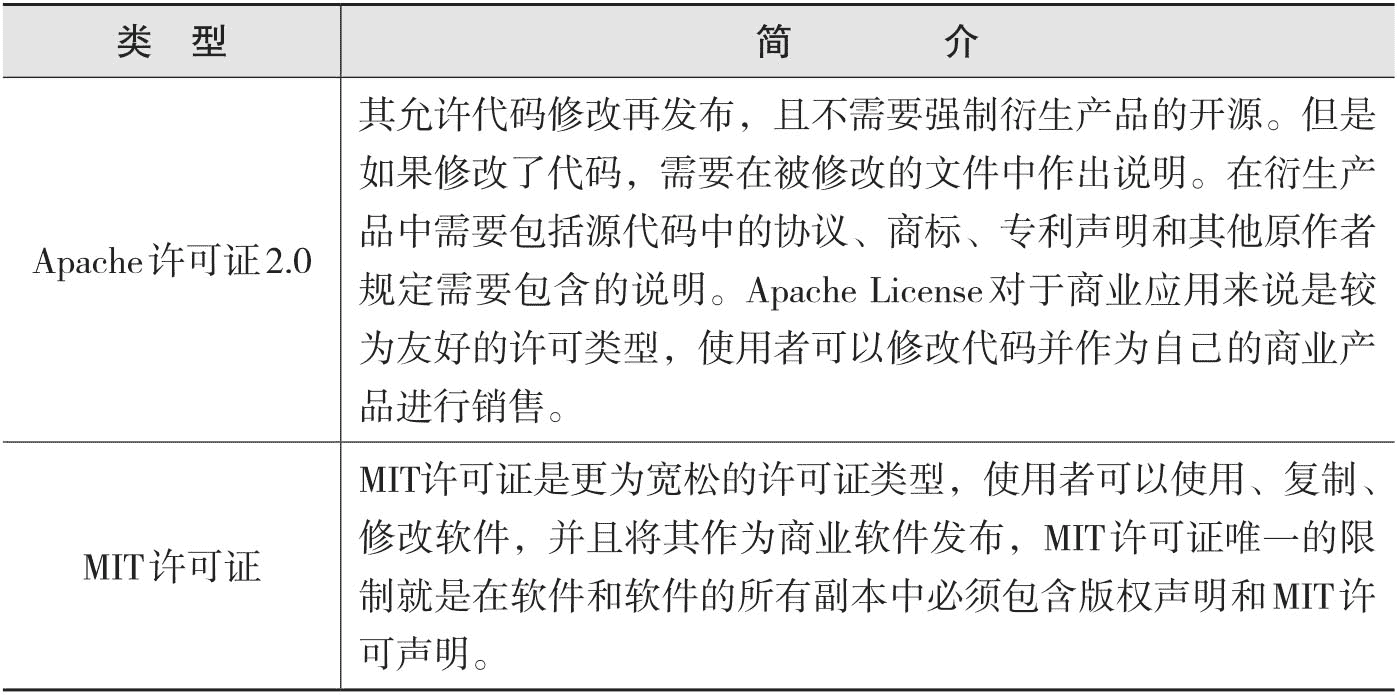 类 型
简 介
Apache许可证2.0
其允许代码修改再发布，且不需要强制衍生产品的开源。但是
如果修改了代码，需要在被修改的文件中作出说明。在衍生产
品中需要包括源代码中的协议、商标、专利声明和其他原作者
规定需要包含的说明。Apache License对于商业应用来说是较
为友好的许可类型，使用者可以修改代码并作为自己的商业产
品进行销售。
MIT许可证
MIT许可证是更为宽松的许可证类型，使用者可以使用、复制、
修改软件，并且将其作为商业软件发布，MIT许可证唯一的限
制就是在软件和软件的所有副本中必须包含版权声明和MIT许
可声明。